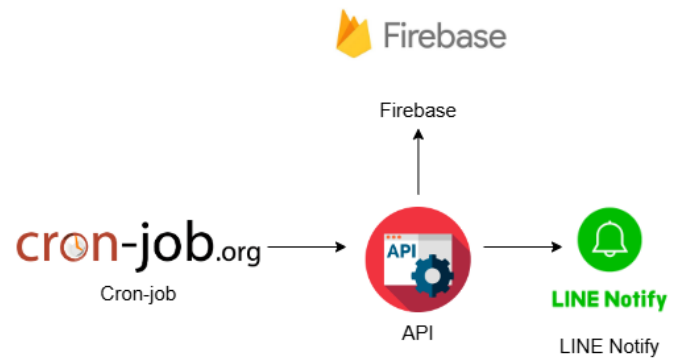 Firebase
Firebase
cron-job.org
Cron-job
API
API
LINE Notify
LINE Notify